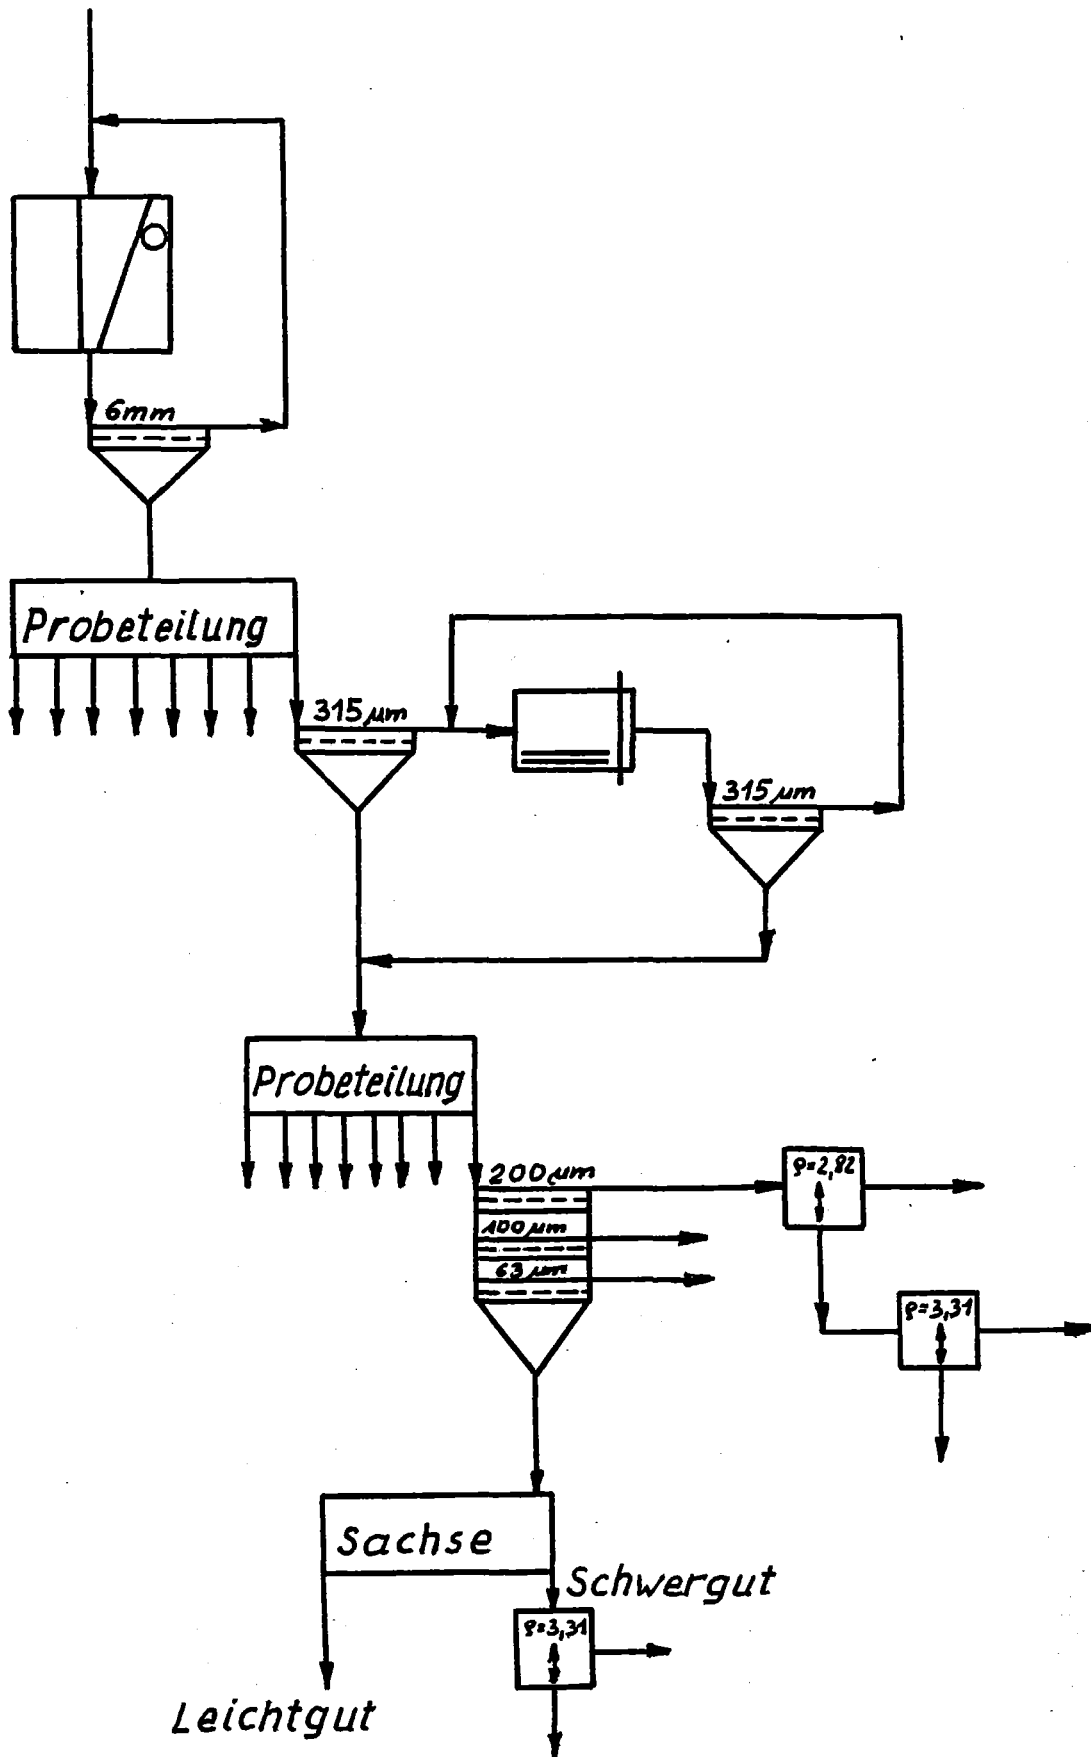 6mm
Probeteilung
315 µm
315 µm
Probeteilung
200 µm
ϱ=2,82
100 µm
63 µm
ϱ=3,31
Sachse
Schwergut
ϱ=3,31
Leichtgut